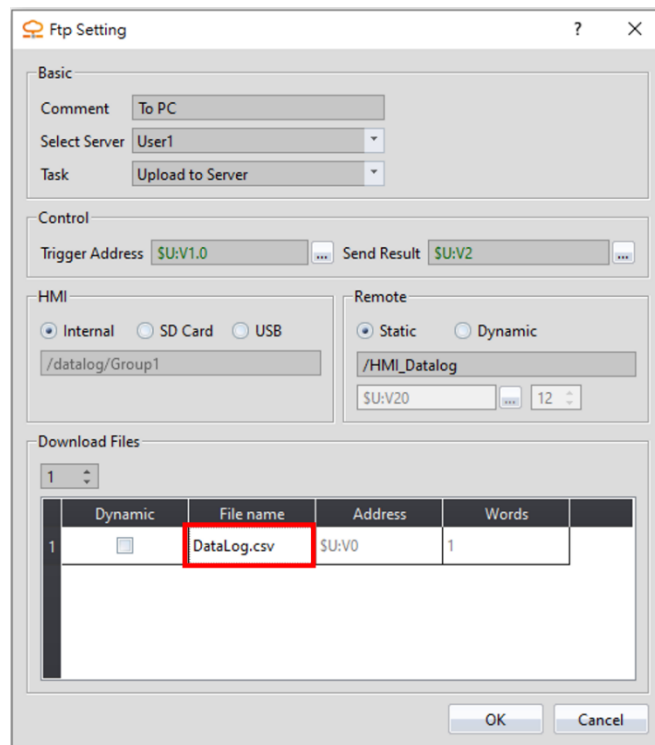 Ftp Setting ? ×
Basic
Comment To PC
Select Server User1
Task Upload to Server
Control
Trigger Address $U:V1.0 ... Send Result $U:V2 ...
HMI Remote
Internal SD Card USB Static Dynamic
/datalog/Group1 /HMI_Datalog
$U:V20 ... 12
Download Files
1
Dynamic File name Address Words
1 DataLog.csv $U:V0 1
OK Cancel